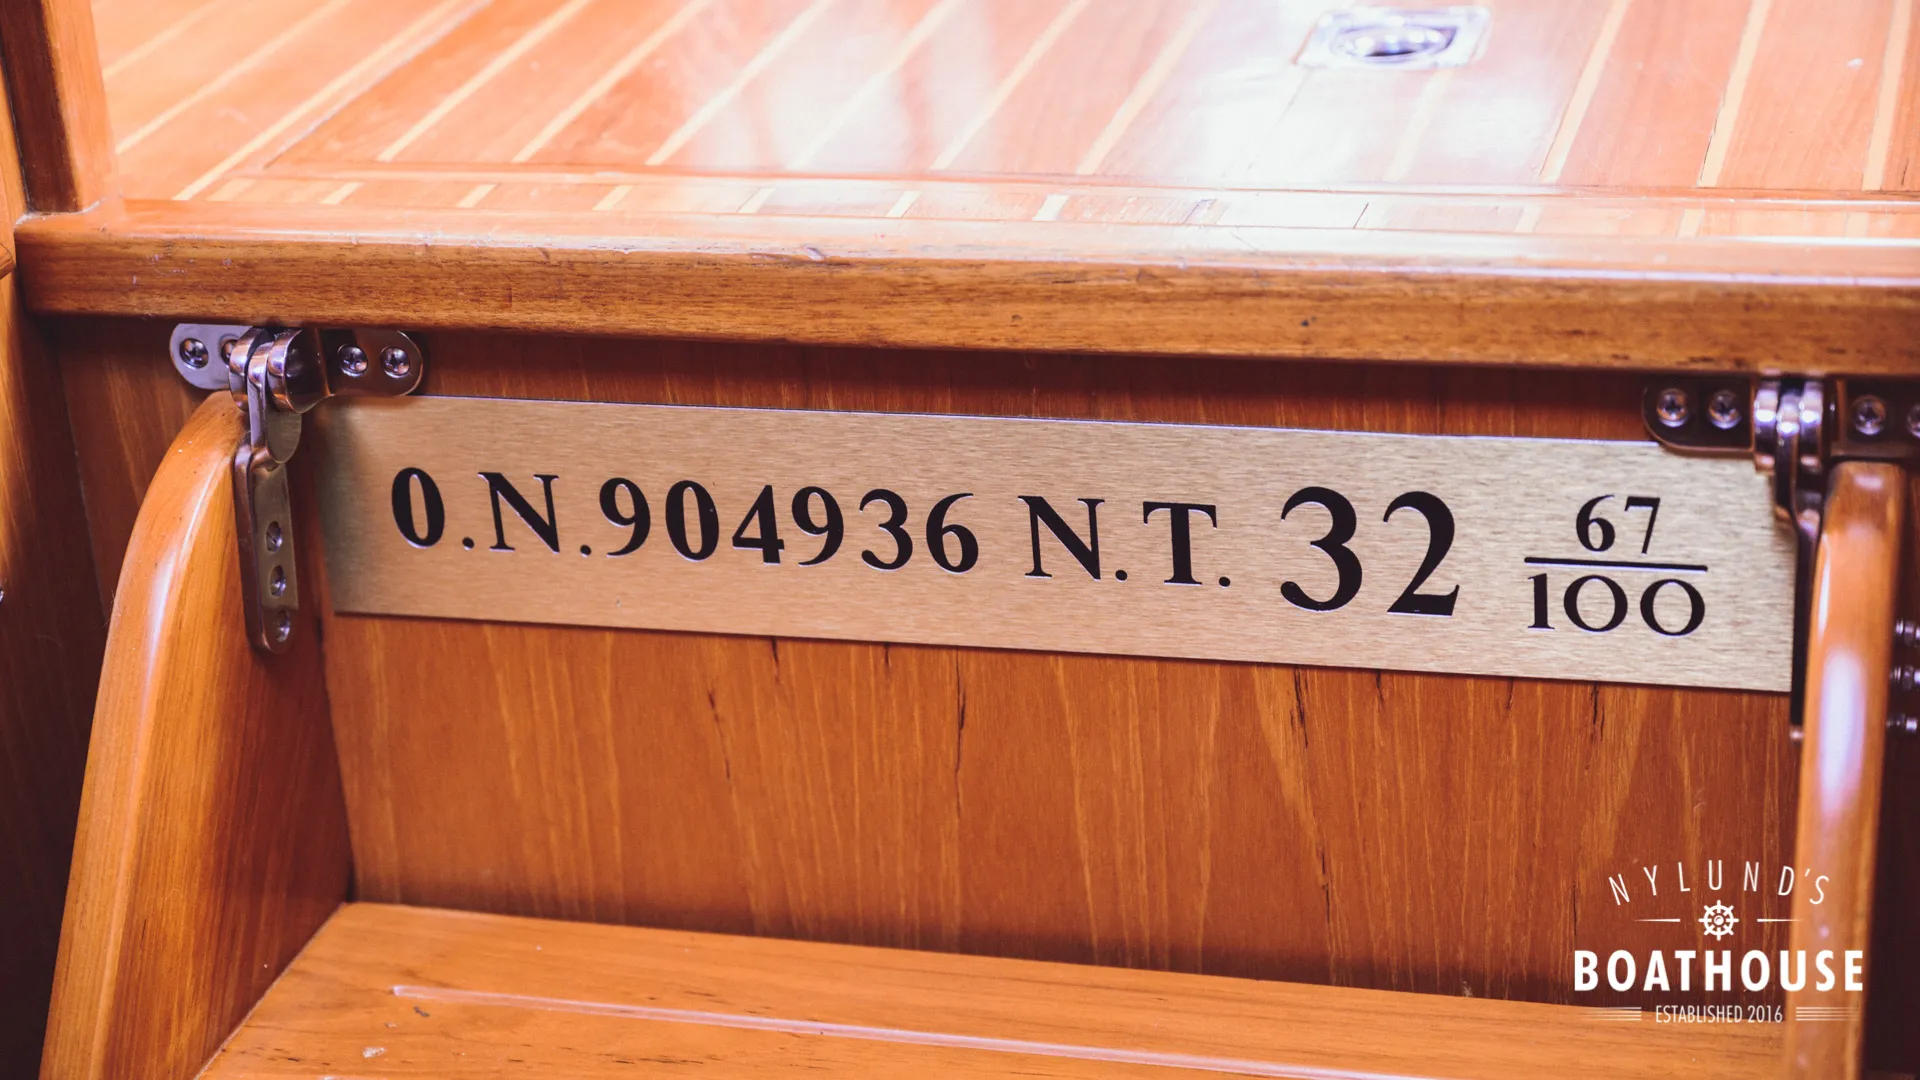 0.N.904936 N.T. 32 67/100
NYLUND'S
BOATHOUSE
ESTABLISHED 2016